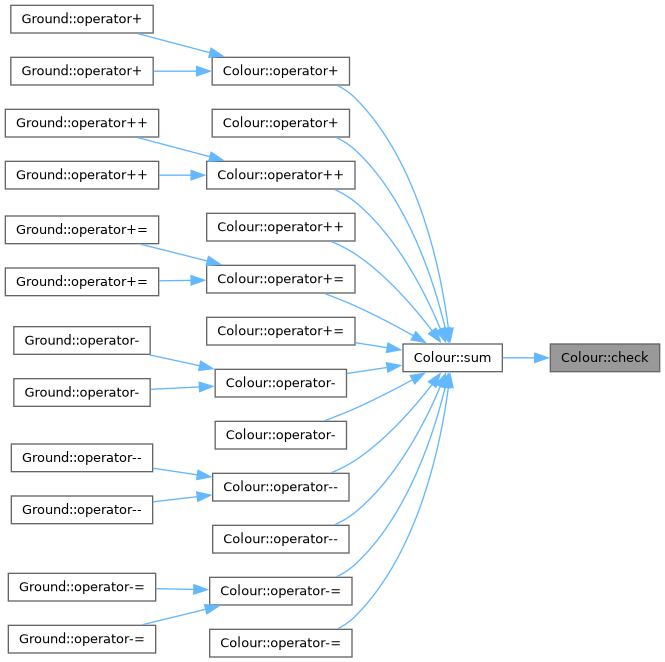 Ground::operator+
Ground::operator+
Colour::operator+
Colour::operator+
Ground::operator++
Ground::operator++
Colour::operator++
Colour::operator++
Ground::operator+=
Ground::operator+=
Colour::operator+=
Colour::operator+=
Ground::operator-
Ground::operator-
Colour::operator-
Colour::operator-
Ground::operator--
Ground::operator--
Colour::operator--
Colour::operator--
Ground::operator-=
Ground::operator-=
Colour::operator-=
Colour::operator-=
Colour::sum
Colour::check